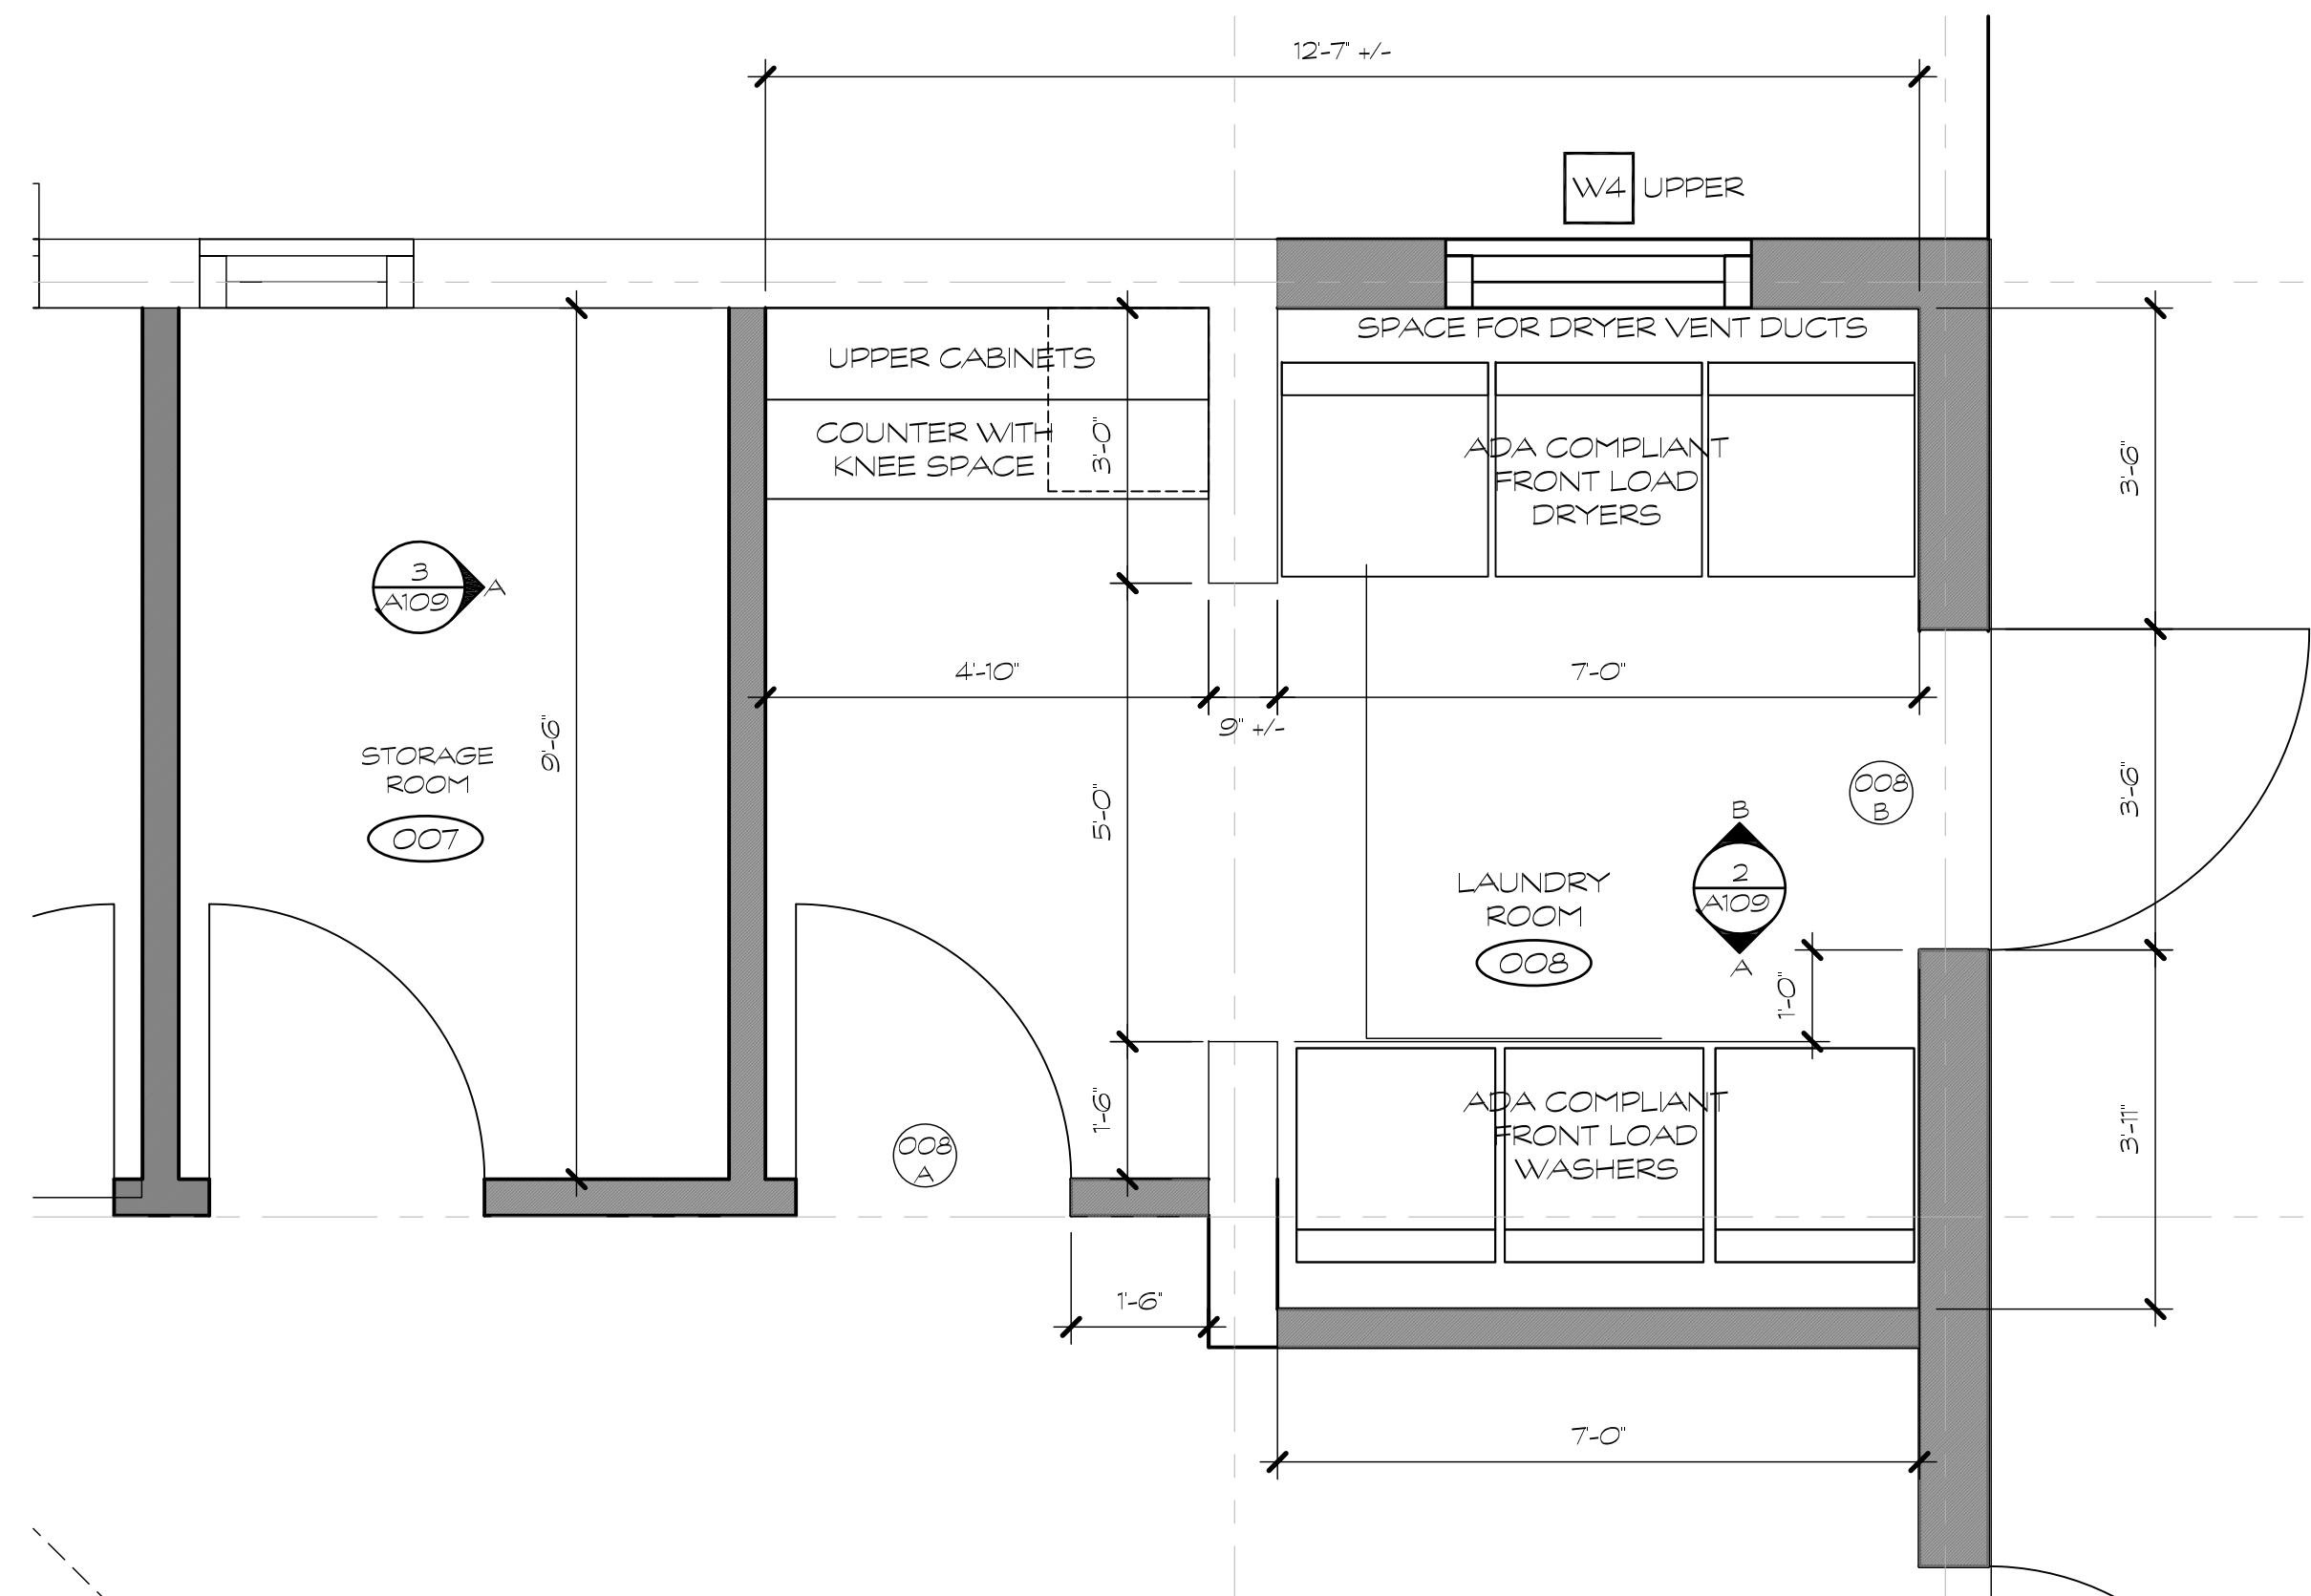 12'-7" +/-
W4 UPPER
SPACE FOR DRYER VENT DUCTS
UPPER CABINETS
COUNTER WITH
KNEE SPACE
3'-0"
ADA COMPLIANT
FRONT LOAD
DRYERS
3'-6"
3
A109
A
4'-10"
7'-0"
9" +/-
9'-6"
STORAGE
ROOM
007
5'-0"
008
B
3'-6"
B
2
A109
A
LAUNDRY
ROOM
008
1'-0"
1'-6"
ADA COMPLIANT
FRONT LOAD
WASHERS
3'-11"
008
A
1'-6"
7'-0"